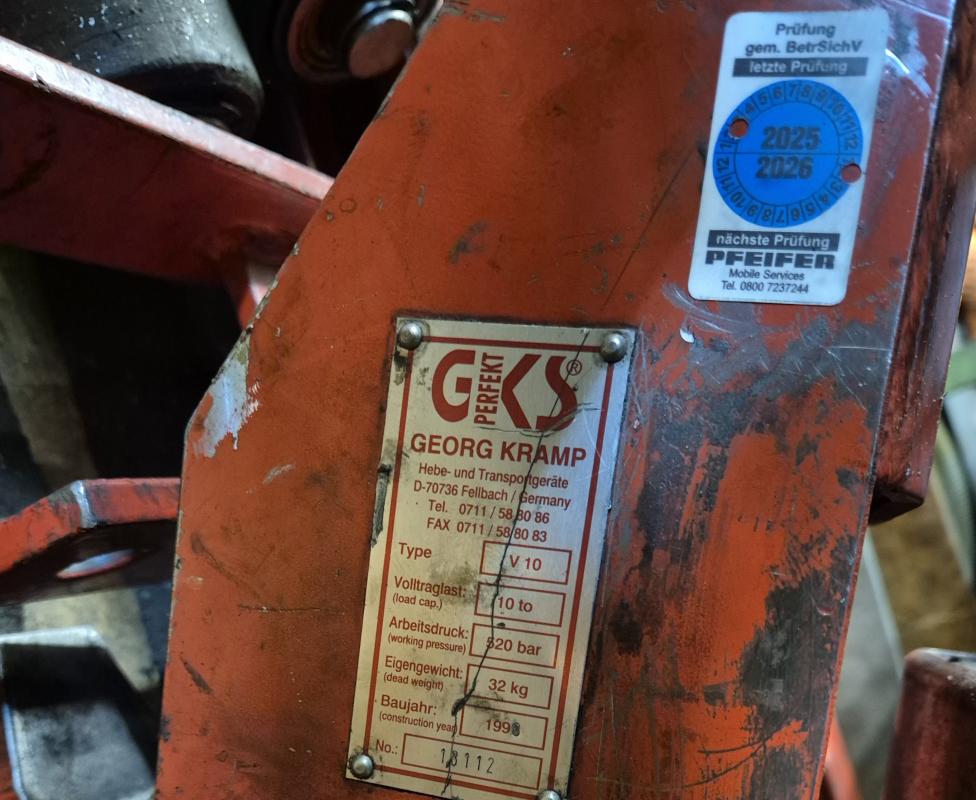 Prüfung
gem. BetrSichV
letzte Prüfung
2025
2026
nächste Prüfung
PFEIFER
Mobile Services
Tel. 0800 7237244
GKS®
PERFEKT
GEORG KRAMP
Hebe- und Transportgeräte
D-70736 Fellbach / Germany
Tel. 0711 / 58 80 86
FAX 0711 / 58 80 83
Type V 10
Volltraglast: 10 to
(load cap.)
Arbeitsdruck: 520 bar
(working pressure)
Eigengewicht: 32 kg
(dead weight)
Baujahr:
(construction year)
No.: